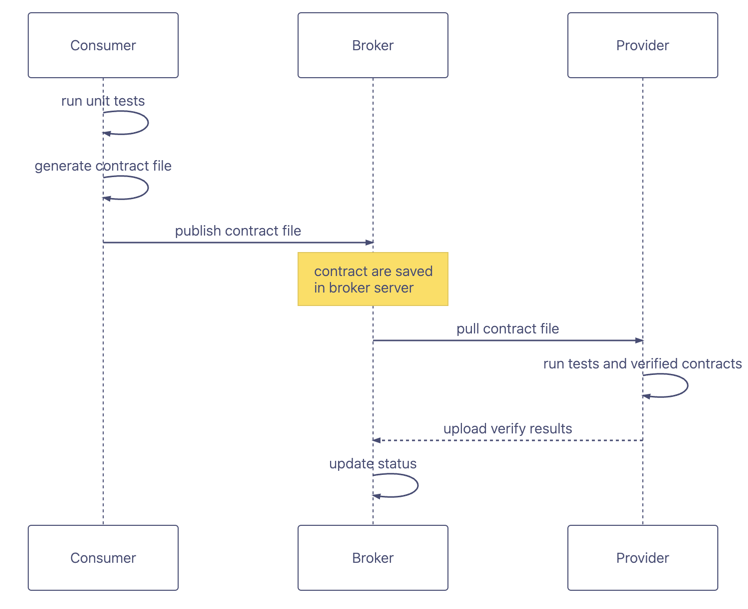 Consumer
Broker
Provider
run unit tests
generate contract file
publish contract file
contract are saved
in broker server
pull contract file
run tests and verified contracts
upload verify results
update status
Consumer
Broker
Provider